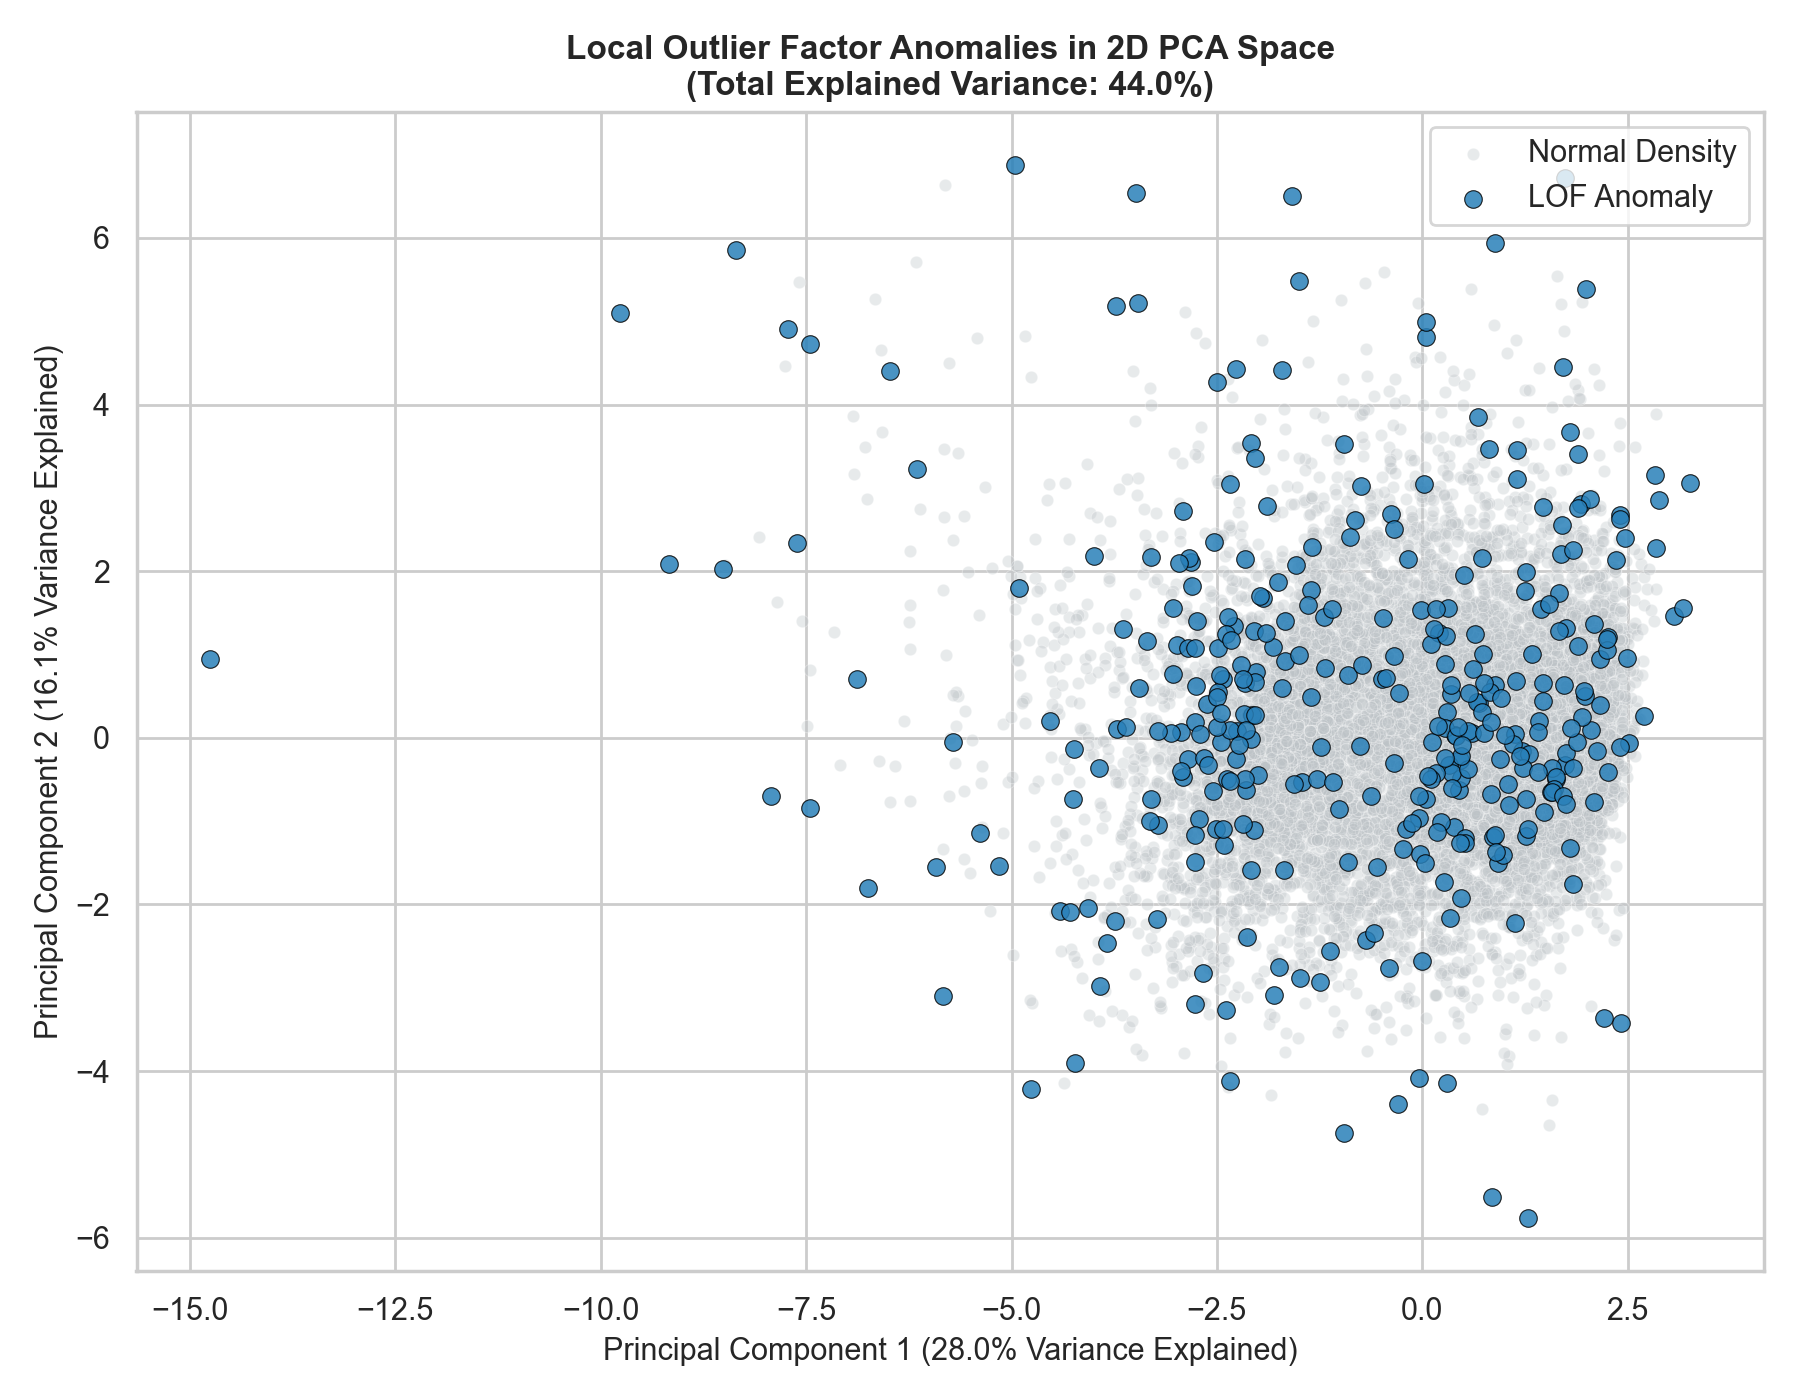 Local Outlier Factor Anomalies in 2D PCA Space
(Total Explained Variance: 44.0%)
Normal Density
LOF Anomaly
Principal Component 2 (16.1% Variance Explained)
6
4
2
0
−2
−4
−6
−15.0
−12.5
−10.0
−7.5
−5.0
−2.5
0.0
2.5
Principal Component 1 (28.0% Variance Explained)